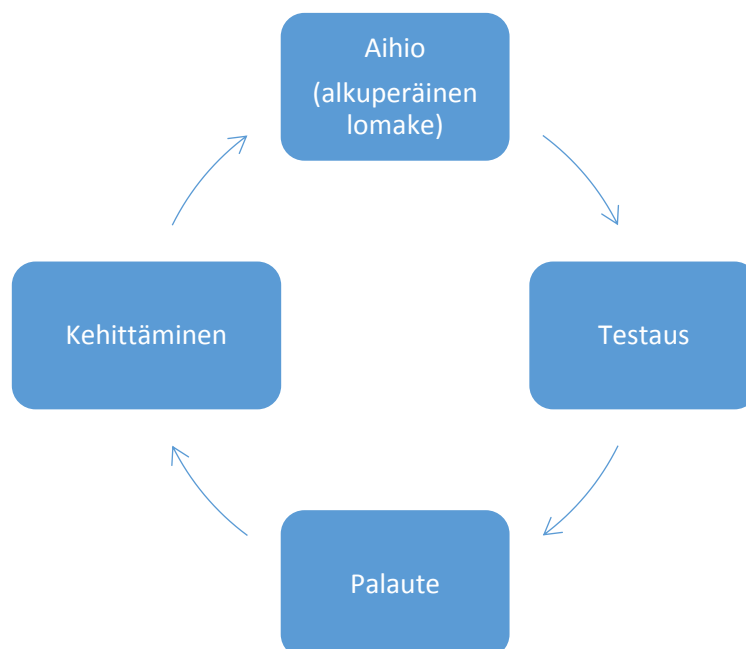 Aihio
(alkuperäinen
lomake)
Testaus
Palaute
Kehittäminen